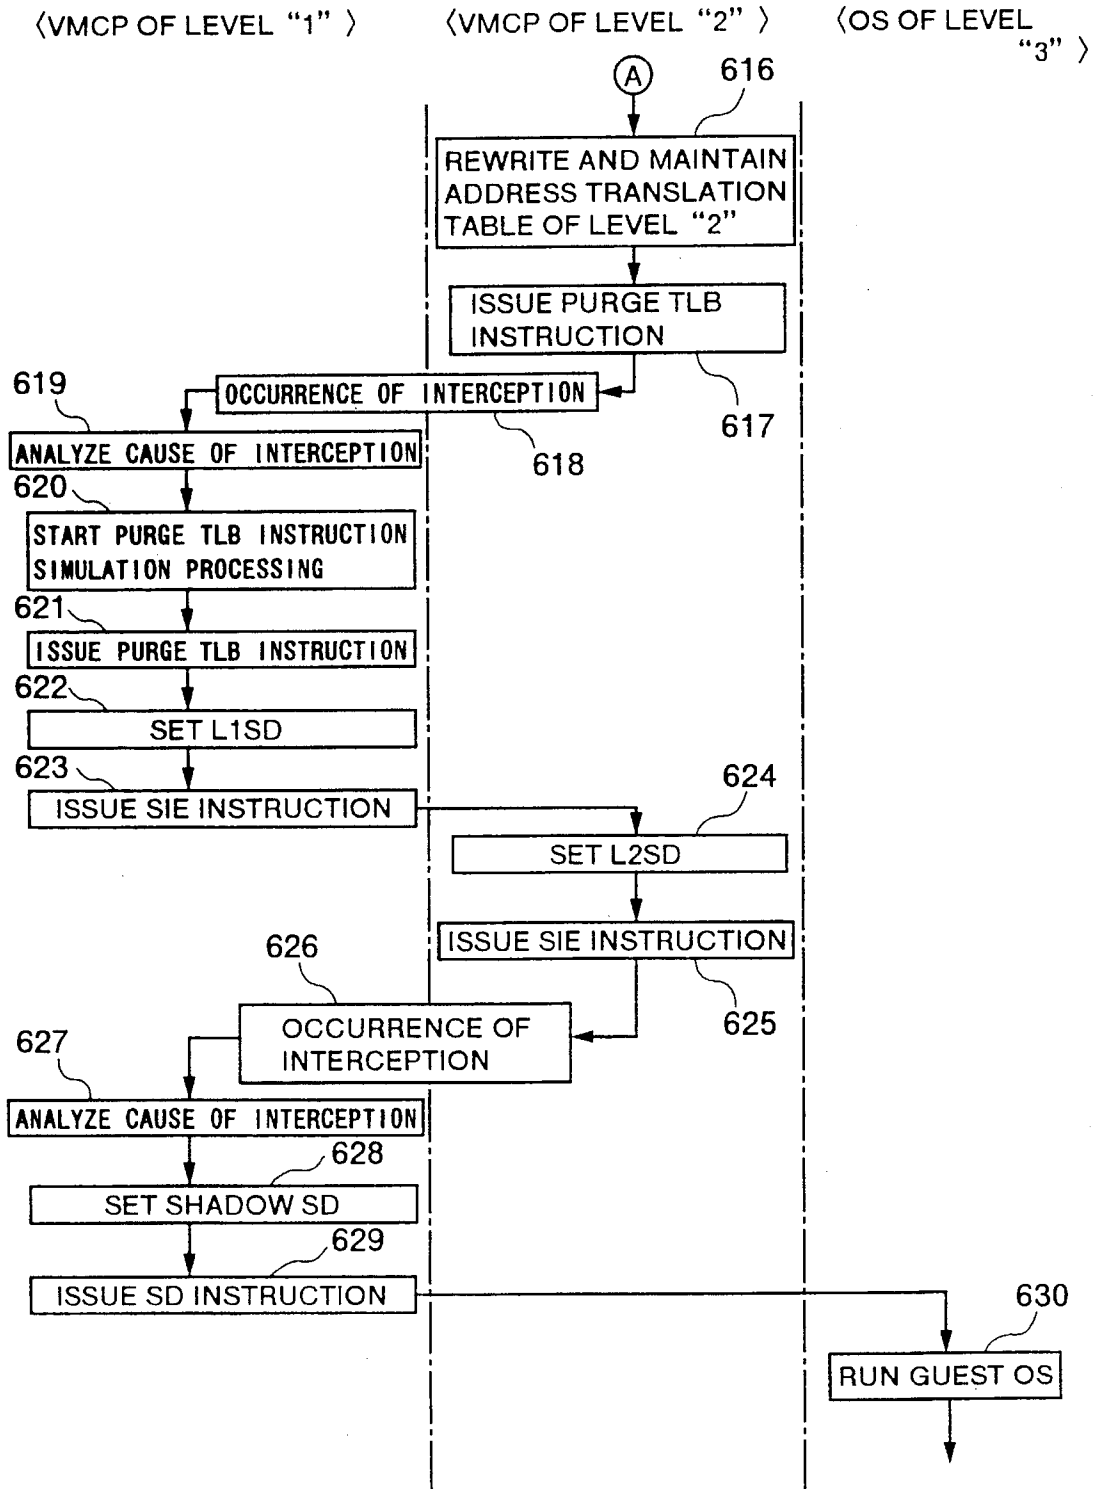 〈VMCP OF LEVEL “1” 〉
〈VMCP OF LEVEL “2” 〉
〈OS OF LEVEL
“3” 〉
A
616
REWRITE AND MAINTAIN
ADDRESS TRANSLATION
TABLE OF LEVEL “2”
ISSUE PURGE TLB
INSTRUCTION
617
OCCURRENCE OF INTERCEPTION
618
619
ANALYZE CAUSE OF INTERCEPTION
620
START PURGE TLB INSTRUCTION
SIMULATION PROCESSING
621
ISSUE PURGE TLB INSTRUCTION
622
SET L1SD
623
ISSUE SIE INSTRUCTION
624
SET L2SD
ISSUE SIE INSTRUCTION
625
626
OCCURRENCE OF
INTERCEPTION
627
ANALYZE CAUSE OF INTERCEPTION
628
SET SHADOW SD
629
ISSUE SD INSTRUCTION
630
RUN GUEST OS